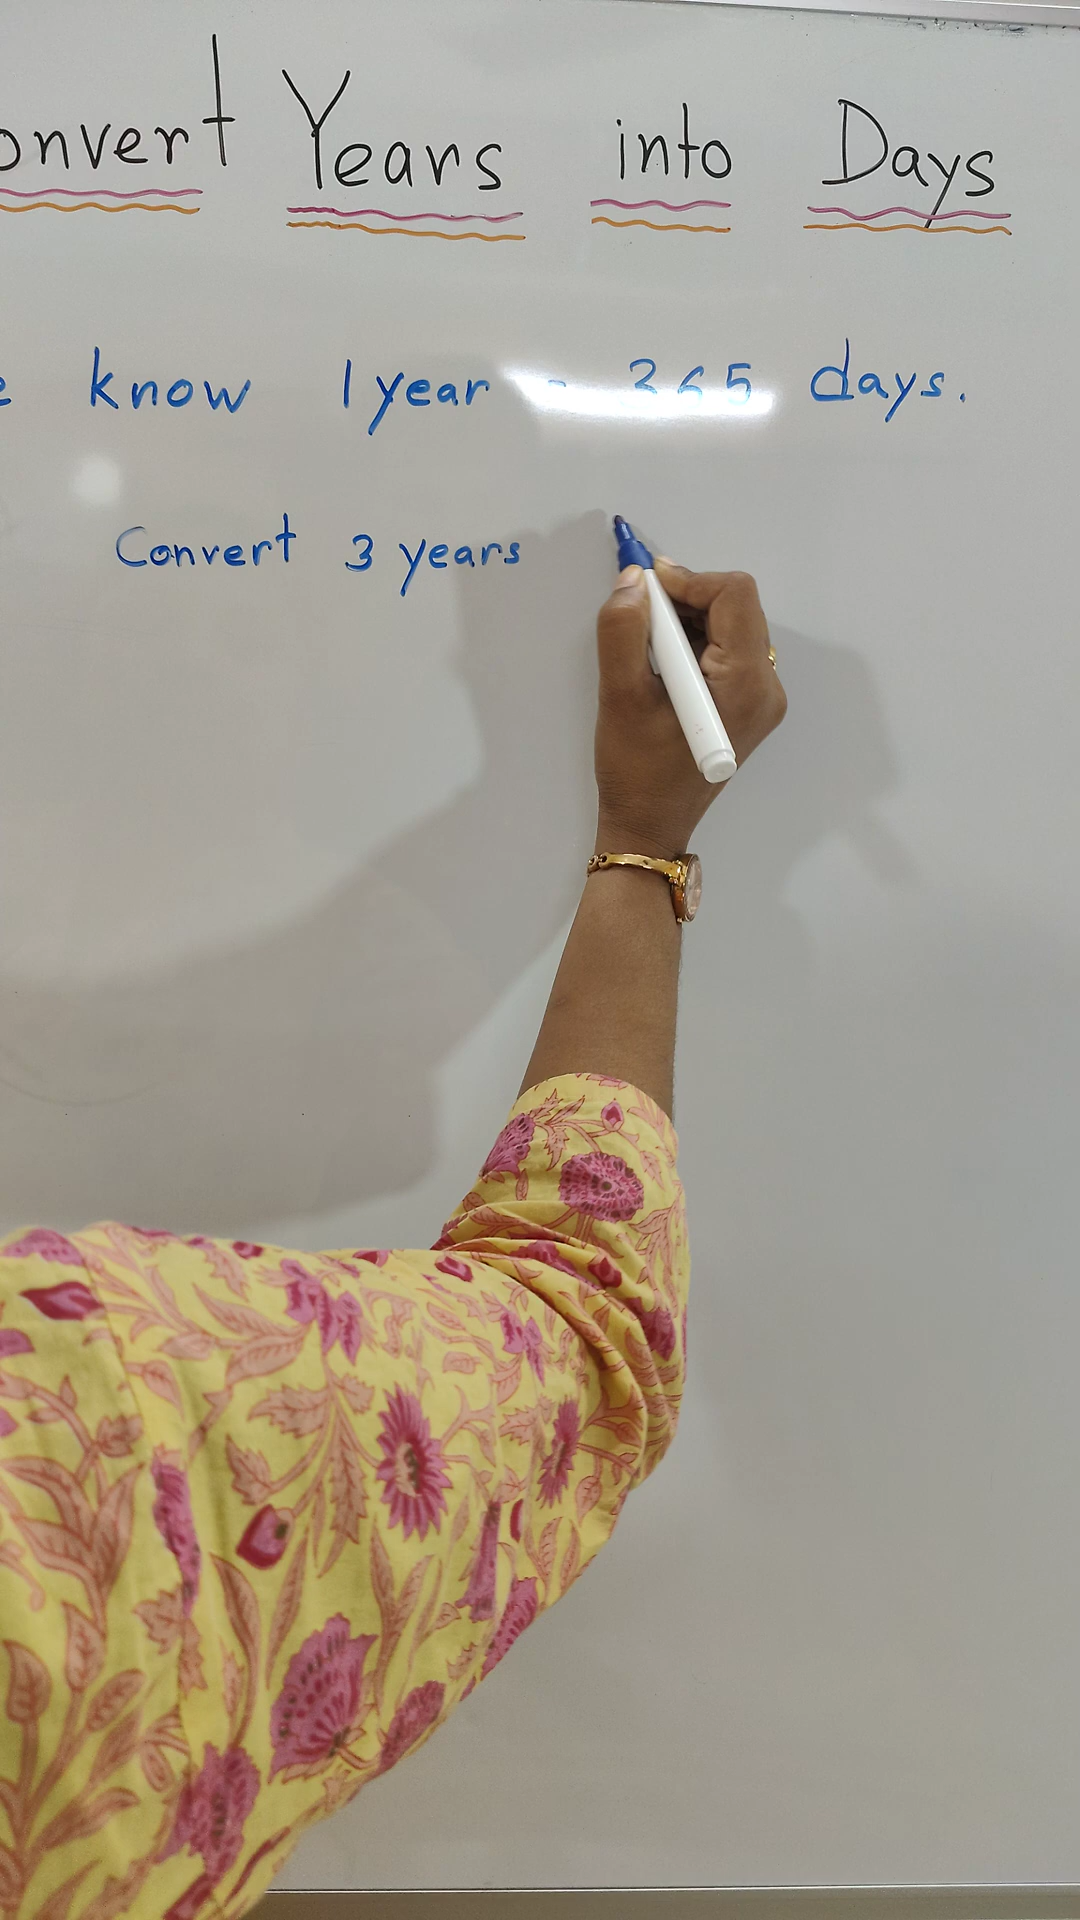 onvert Years into Days
e know 1 year = 365 days.
Convert 3 years